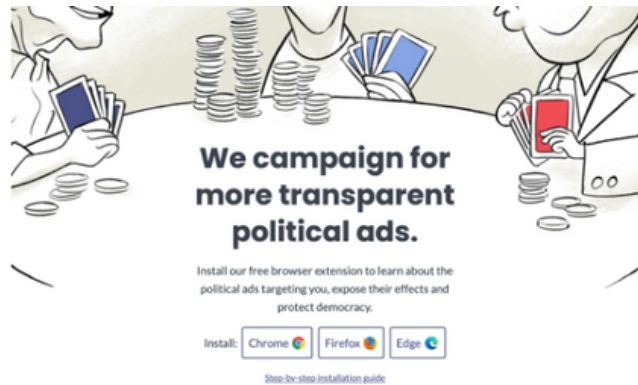 We campaign for
more transparent
political ads.
Install our free browser extension to learn about the
political ads targeting you, expose their effects and
protect democracy.
Install: Chrome Firefox Edge
Step-by-step installation guide